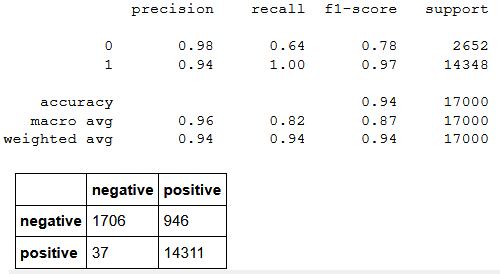 precision recall f1-score support
0 0.98 0.64 0.78 2652
1 0.94 1.00 0.97 14348
accuracy 0.94 17000
macro avg 0.96 0.82 0.87 17000
weighted avg 0.94 0.94 0.94 17000
negative positive
negative 1706 946
positive 37 14311